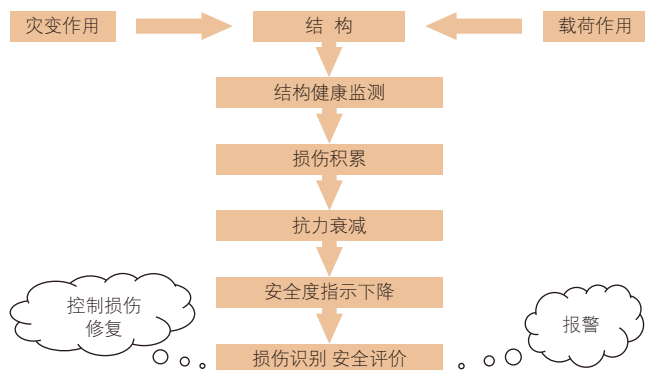 灾变作用
结 构
载荷作用
结构健康监测
损伤积累
抗力衰减
安全度指示下降
控制损伤
修复
报警
损伤识别 安全评价